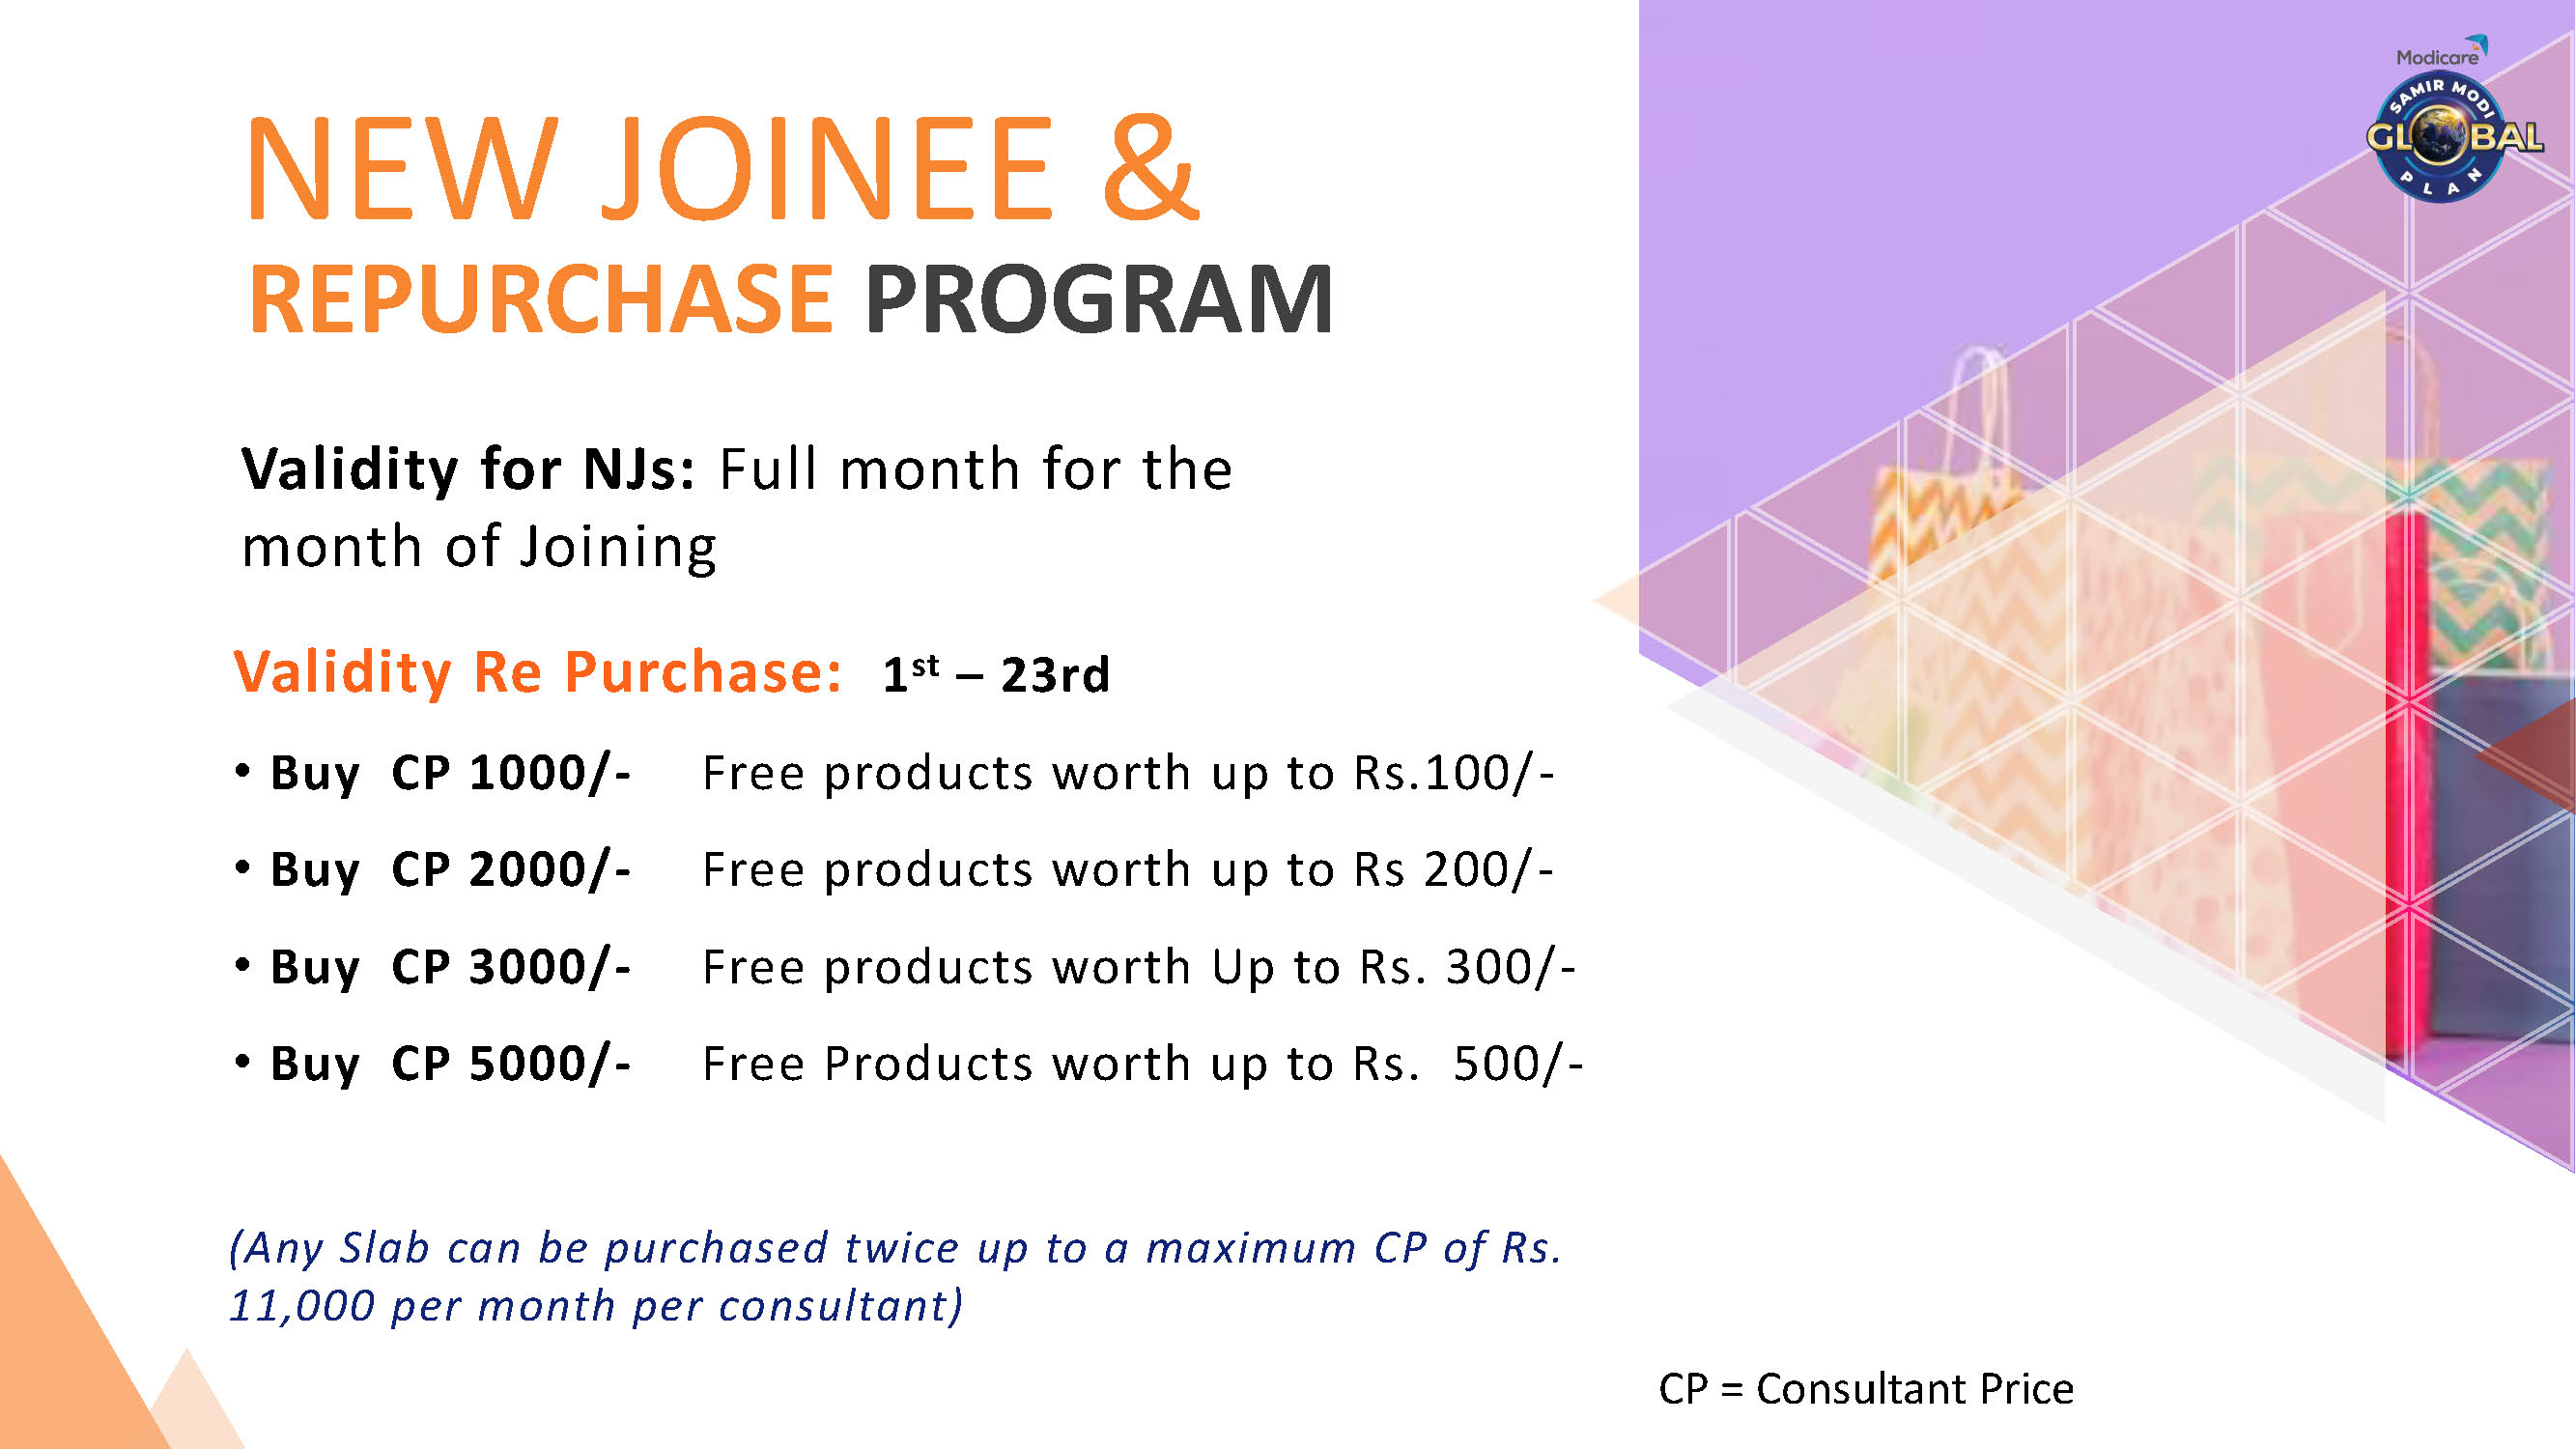 Modicare
SAMIR MODI
GLOBAL
PLAN
NEW JOINEE &
REPURCHASE PROGRAM
Validity for NJs: Full month for the
month of Joining
Validity Re Purchase: 1st – 23rd
• Buy CP 1000/- Free products worth up to Rs.100/-
• Buy CP 2000/- Free products worth up to Rs 200/-
• Buy CP 3000/- Free products worth Up to Rs. 300/-
• Buy CP 5000/- Free Products worth up to Rs. 500/-
(Any Slab can be purchased twice up to a maximum CP of Rs.
11,000 per month per consultant)
CP = Consultant Price